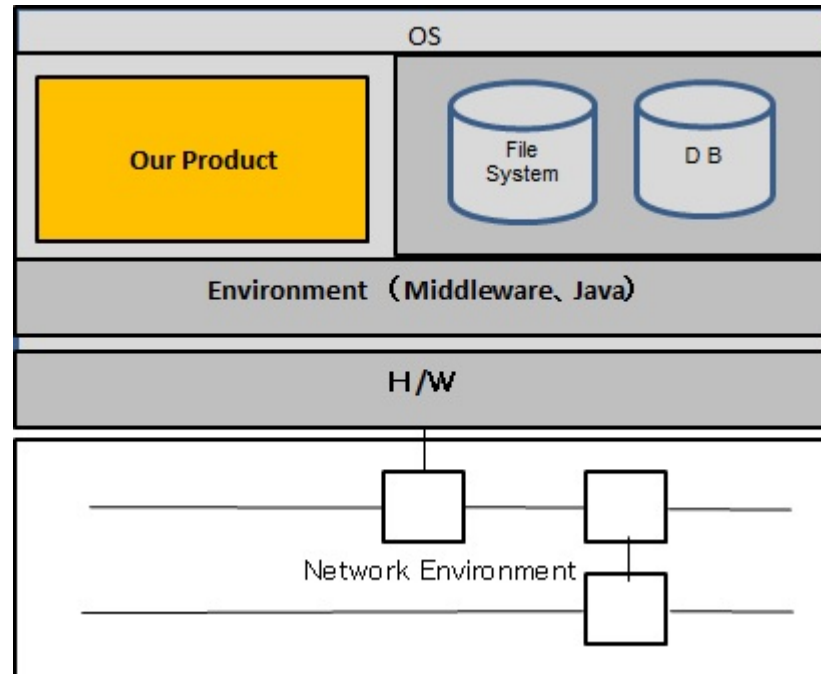 OS
Our Product
File
System
D B
Environment （Middleware、Java）
H/W
Network Environment